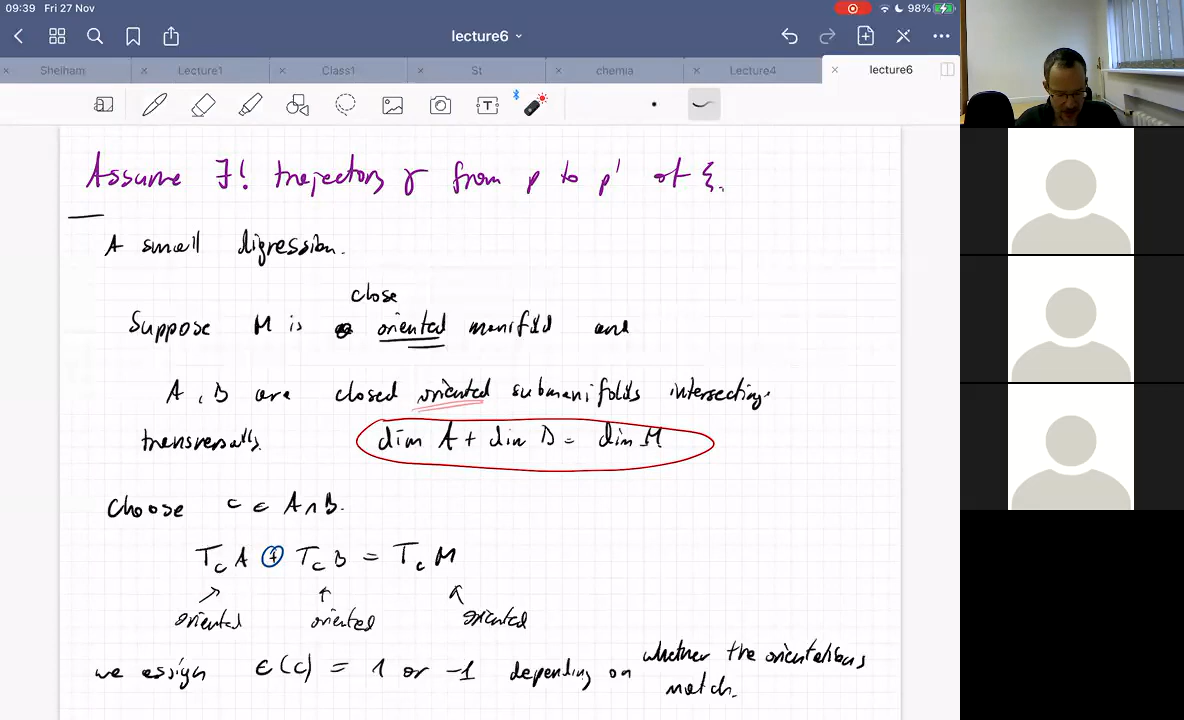 09:39 Fri 27 Nov
98%
lecture6
Shelham
Lecture1
Class1
St
chemia
Lecture4
lecture6
Assume ∃! trajectory γ from p to p' of ξ.
A small digression.
close
Suppose M is oriented manifold and
A, B are closed oriented submanifolds intersecting
transversally. dim A + dim B = dim M
Choose c ∈ A ∩ B.
T_c A ⊕ T_c B = T_c M
oriented oriented oriented
we assign ϵ(c) = 1 or -1 depending on whether the orientations
match.